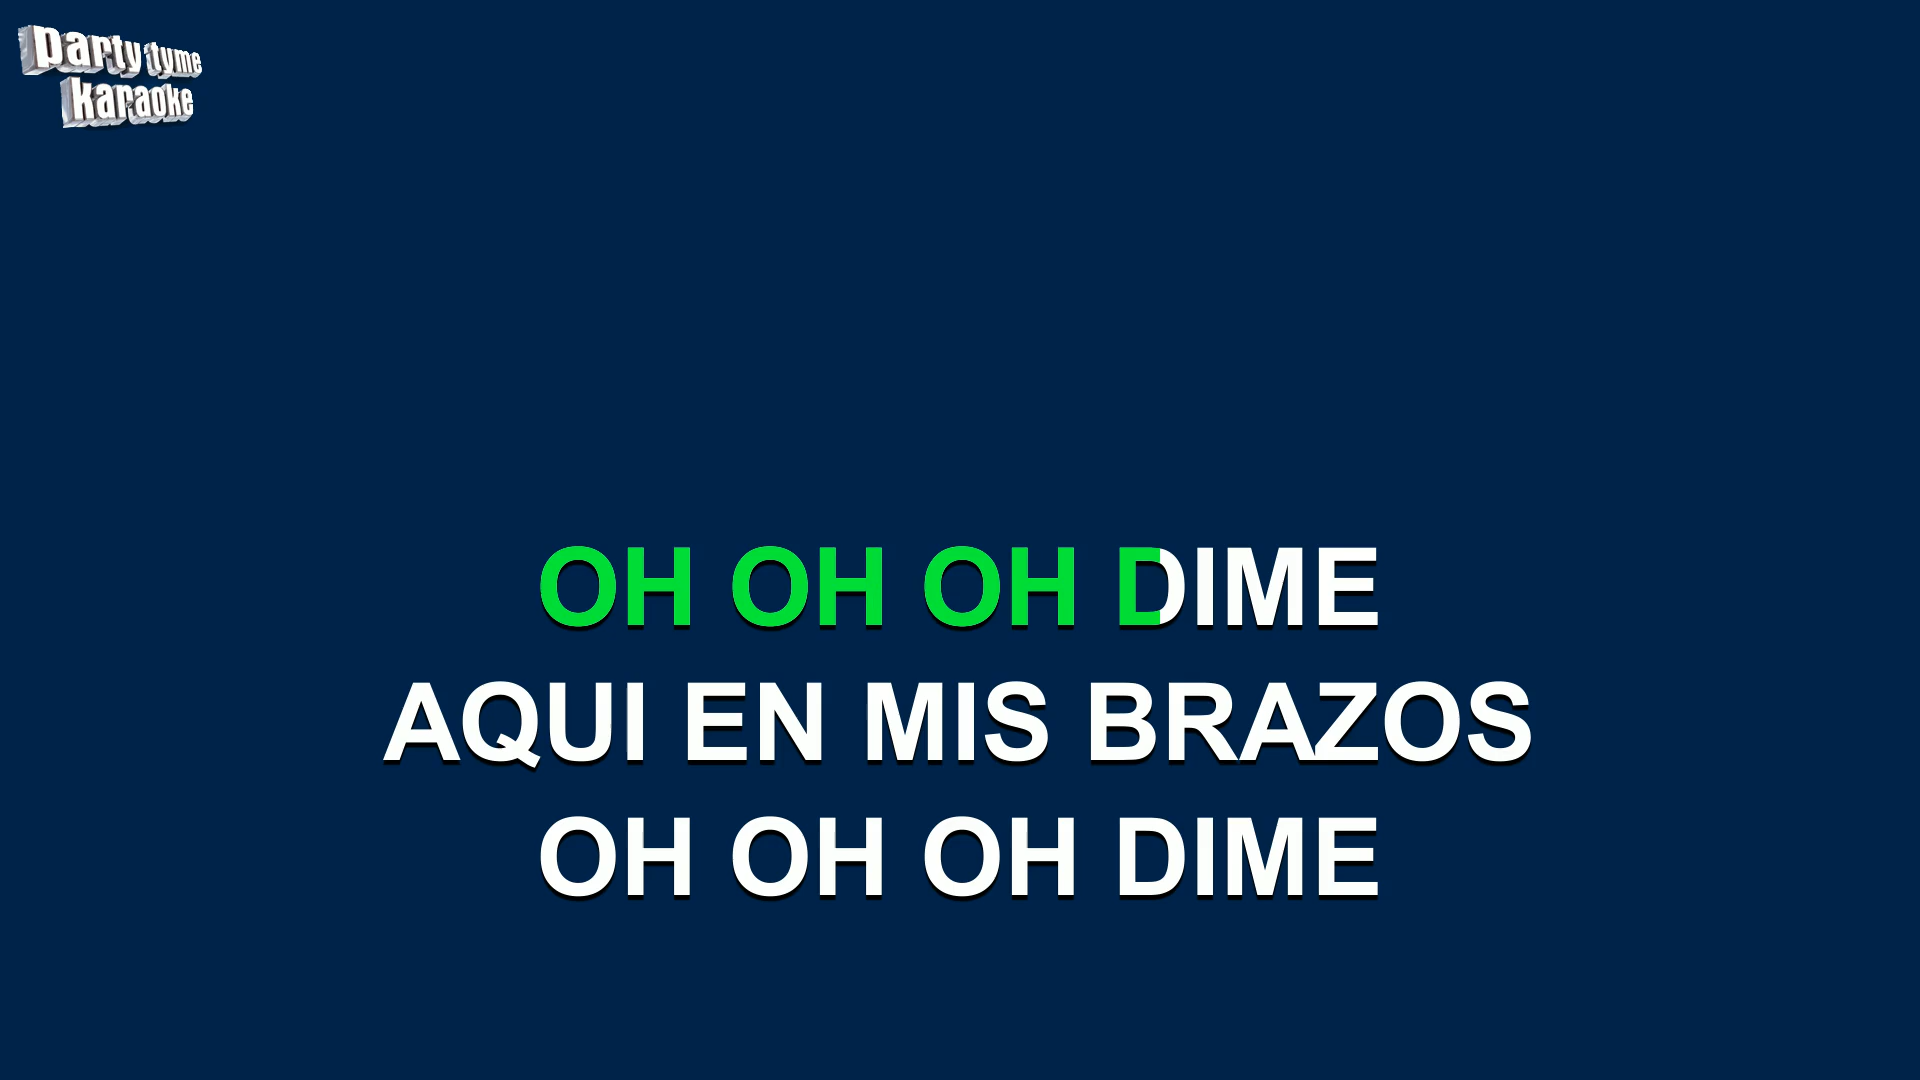 party tyme
karaoke
OH OH OH DIME
AQUI EN MIS BRAZOS
OH OH OH DIME